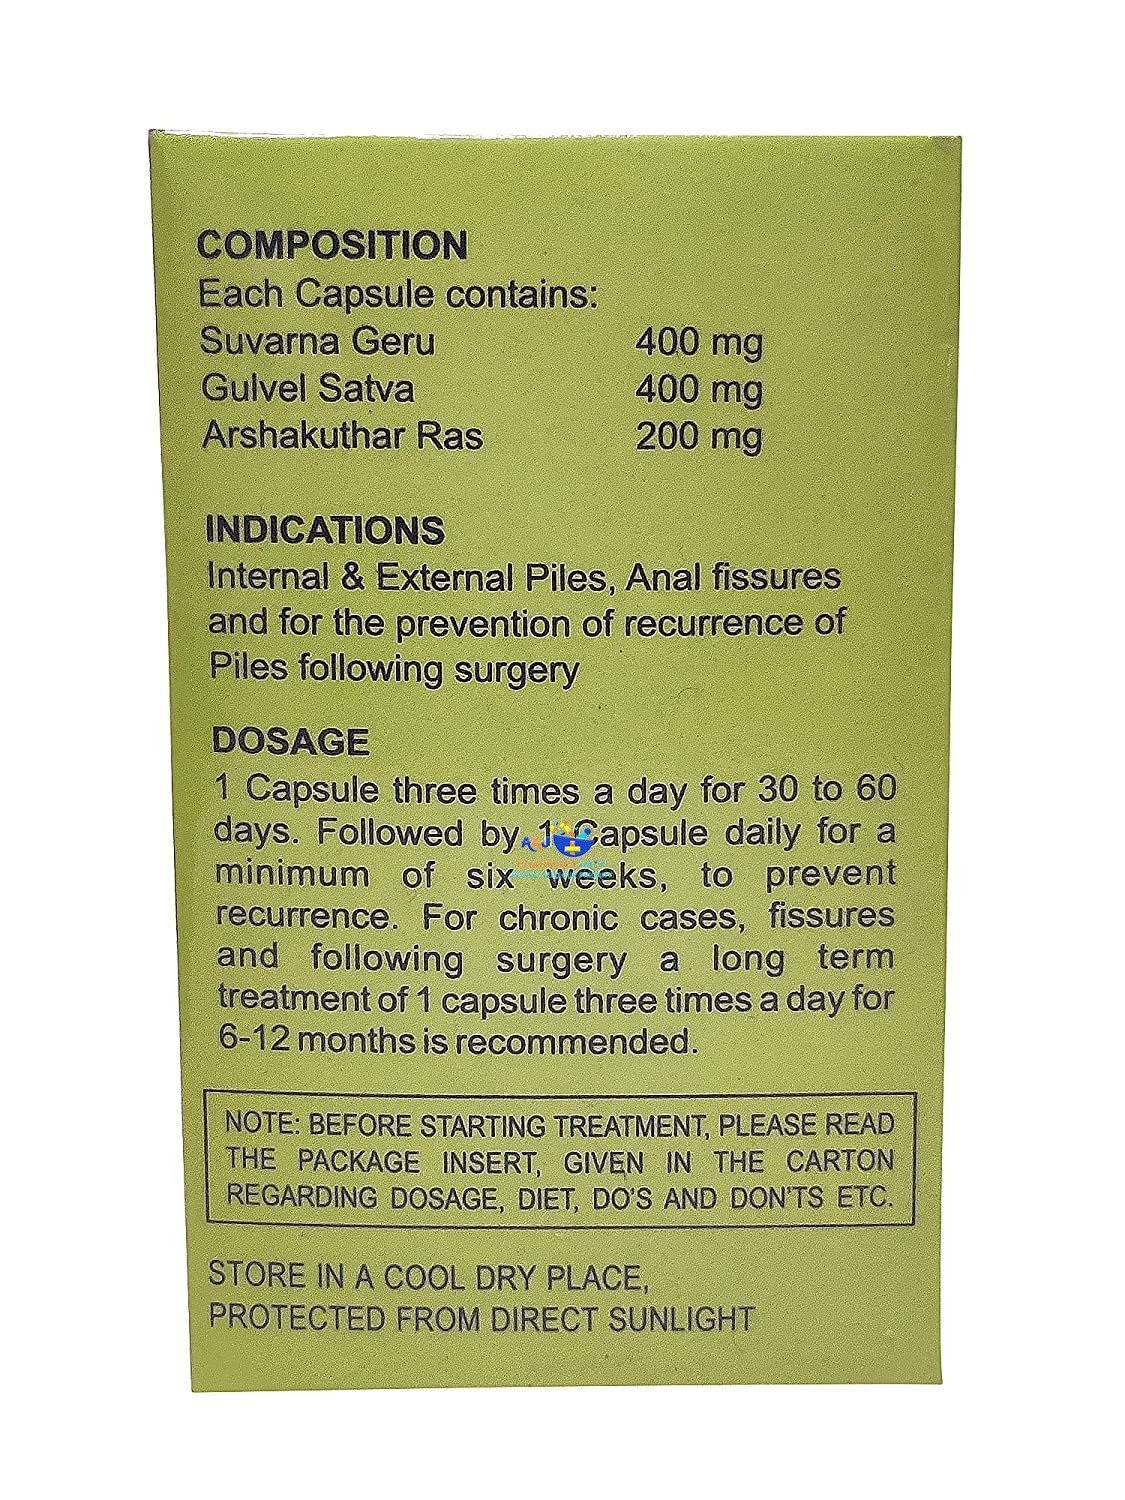 COMPOSITION
Each Capsule contains:
Suvarna Geru 400 mg
Gulvel Satva 400 mg
Arshakuthar Ras 200 mg
INDICATIONS
Internal & External Piles, Anal fissures
and for the prevention of recurrence of
Piles following surgery
DOSAGE
1 Capsule three times a day for 30 to 60
days. Followed by 1 Capsule daily for a
minimum of six weeks, to prevent
recurrence. For chronic cases, fissures
and following surgery a long term
treatment of 1 capsule three times a day for
6-12 months is recommended.
NOTE: BEFORE STARTING TREATMENT, PLEASE READ
THE PACKAGE INSERT, GIVEN IN THE CARTON
REGARDING DOSAGE, DIET, DO'S AND DON'TS ETC.
STORE IN A COOL DRY PLACE,
PROTECTED FROM DIRECT SUNLIGHT